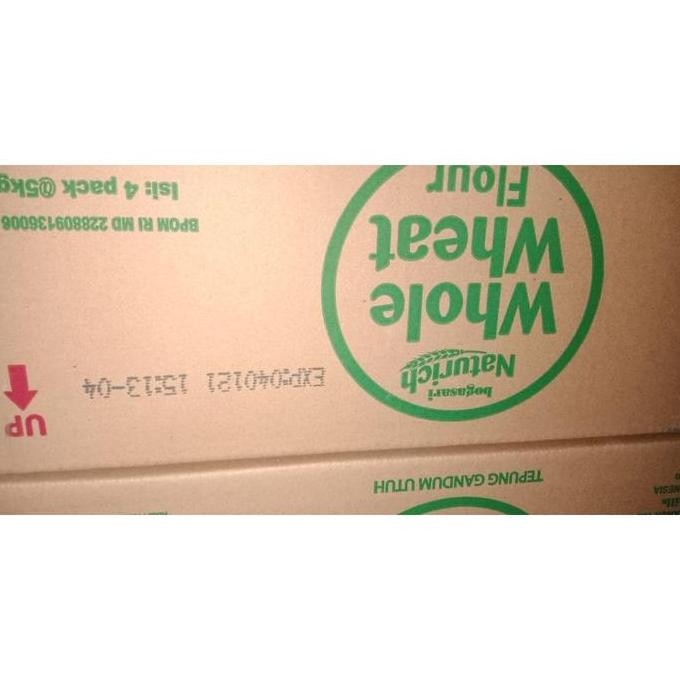 bogasari
Naturich
Whole
Wheat
Flour
EXP:040121 15:13-04
UP
BPOM RI MD 228809136006
Isi: 4 pack @5kg
TEPUNG GANDUM UTUH